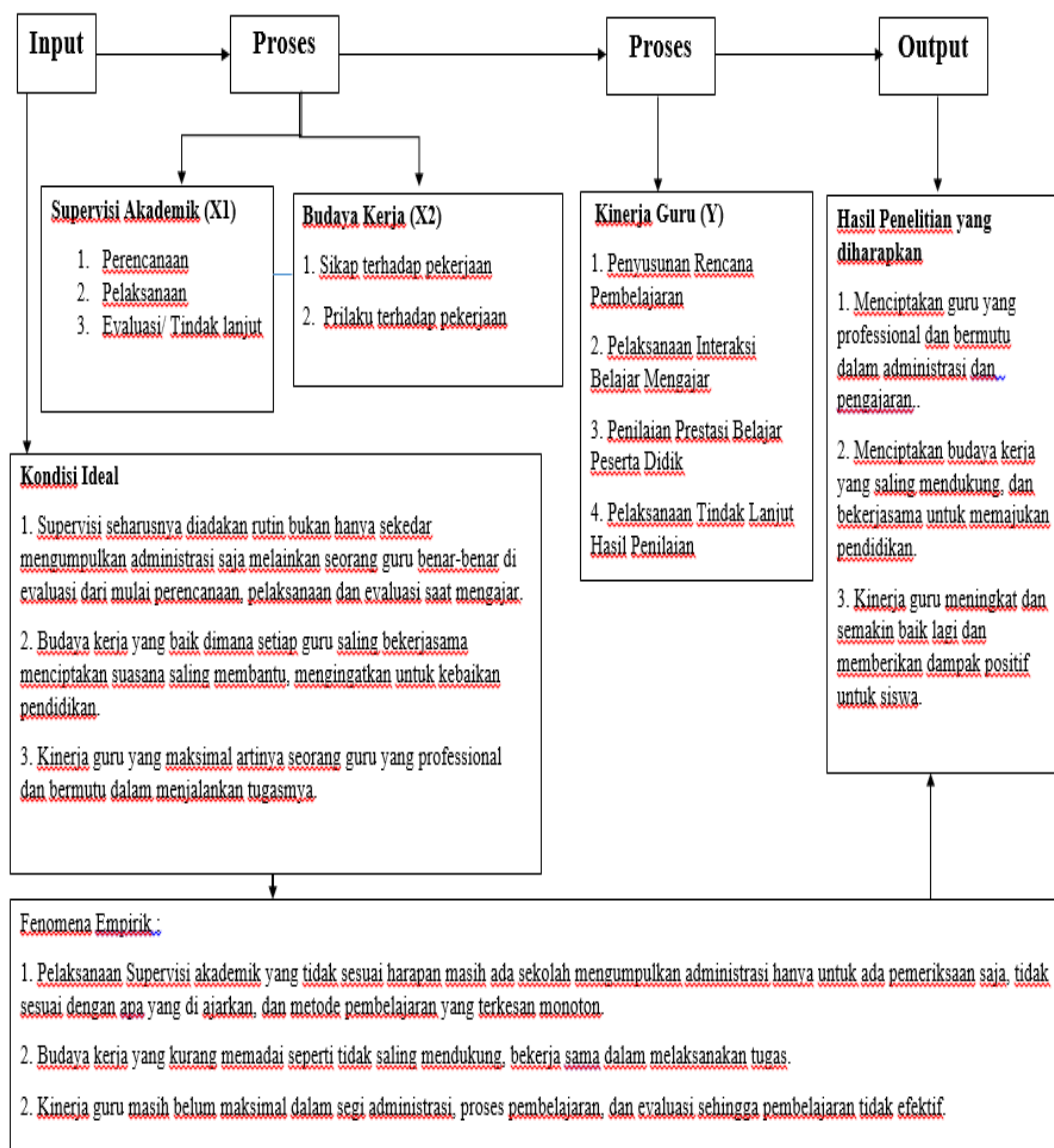 Input
Proses
Proses
Output
Supervisi Akademik (X1)
1. Perencanaan
2. Pelaksanaan
3. Evaluasi/ Tindak lanjut
Budaya Kerja (X2)
1. Sikap terhadap pekerjaan
2. Prilaku terhadap pekerjaan
Kinerja Guru (Y)
1. Penyusunan Rencana
Pembelajaran
2. Pelaksanaan Interaksi
Belajar Mengajar
3. Penilaian Prestasi Belajar
Peserta Didik
4. Pelaksanaan Tindak Lanjut
Hasil Penilaian
Hasil Penelitian yang
diharapkan
1. Menciptakan guru yang
professional dan bermutu
dalam administrasi dan
pengajaran..
2. Menciptakan budaya kerja
yang saling mendukung, dan
bekerjasama untuk memajukan
pendidikan.
3. Kinerja guru meningkat dan
semakin baik lagi dan
memberikan dampak positif
untuk siswa.
Kondisi Ideal
1. Supervisi seharusnya diadakan rutin bukan hanya sekedar
mengumpulkan administrasi saja melainkan seorang guru benar-benar di
evaluasi dari mulai perencanaan, pelaksanaan dan evaluasi saat mengajar.
2. Budaya kerja yang baik dimana setiap guru saling bekerjasama
menciptakan suasana saling membantu, mengingatkan untuk kebaikan
pendidikan.
3. Kinerja guru yang maksimal artinya seorang guru yang professional
dan bermutu dalam menjalankan tugasmya.
Fenomena Empirik :
1. Pelaksanaan Supervisi akademik yang tidak sesuai harapan masih ada sekolah mengumpulkan administrasi hanya untuk ada pemeriksaan saja, tidak
sesuai dengan apa yang di ajarkan, dan metode pembelajaran yang terkesan monoton.
2. Budaya kerja yang kurang memadai seperti tidak saling mendukung, bekerja sama dalam melaksanakan tugas.
2. Kinerja guru masih belum maksimal dalam segi administrasi, proses pembelajaran, dan evaluasi sehingga pembelajaran tidak efektif.